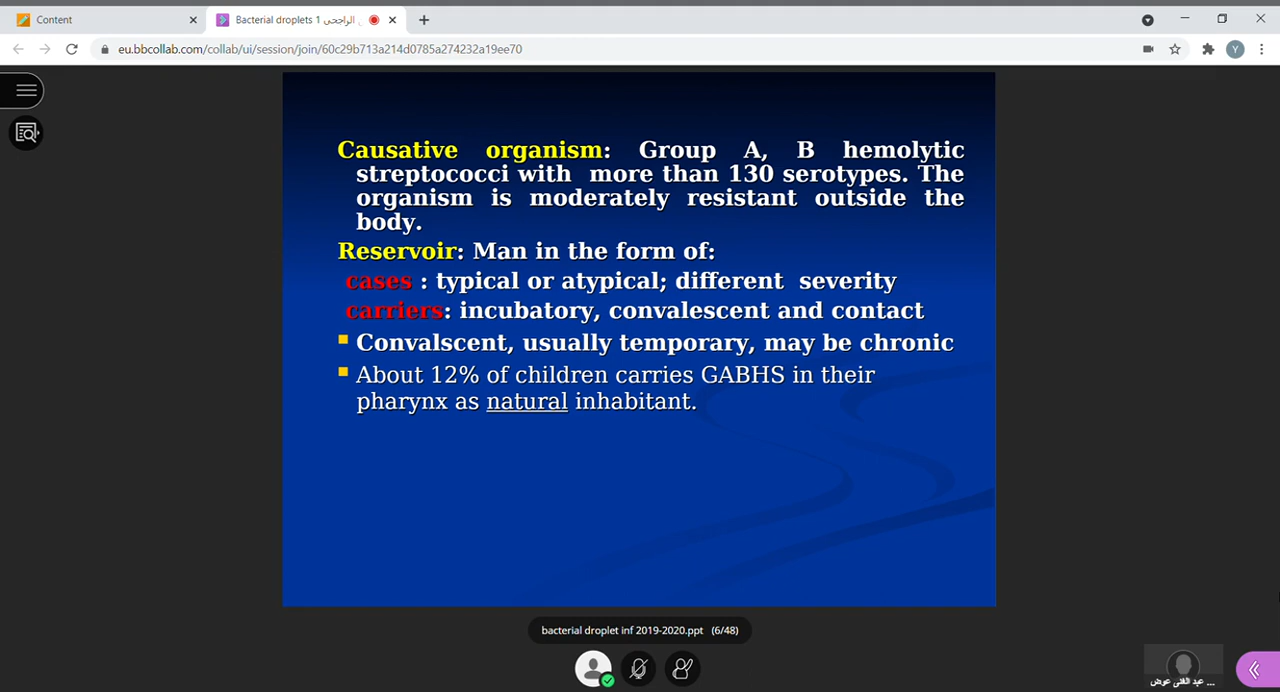 Content
Bacterial droplets 1 الراجحى
eu.bbcollab.com/collab/ui/session/join/60c29b713a214d0785a274232a19ee70
Y
Causative organism: Group A, B hemolytic
streptococci with more than 130 serotypes. The
organism is moderately resistant outside the
body.
Reservoir: Man in the form of:
cases : typical or atypical; different severity
carriers: incubatory, convalescent and contact
Convalscent, usually temporary, may be chronic
About 12% of children carries GABHS in their
pharynx as natural inhabitant.
bacterial droplet inf 2019-2020.ppt (6/48)
عبد الغنى عوض ...